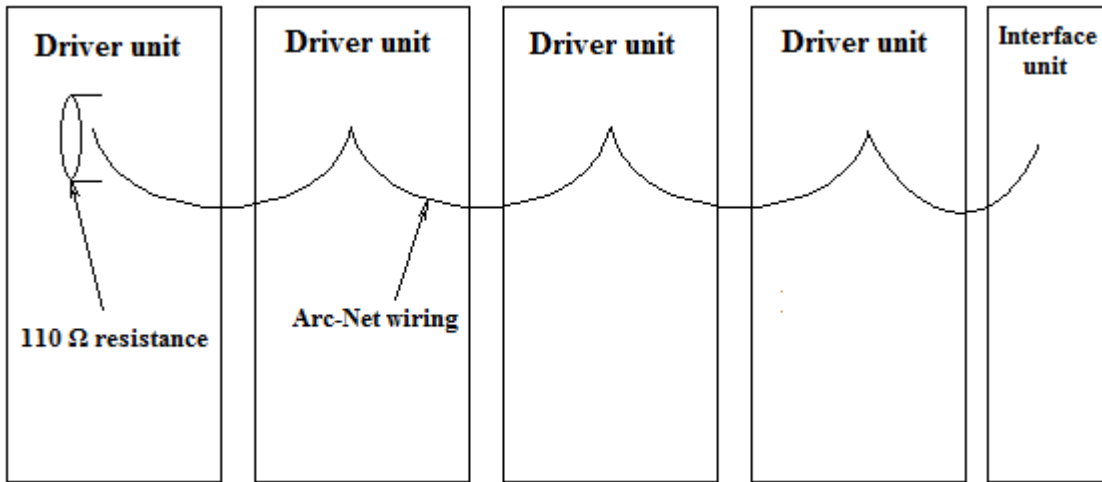 Driver unit
Driver unit
Driver unit
Driver unit
Interface
unit
110 Ω resistance
Arc-Net wiring